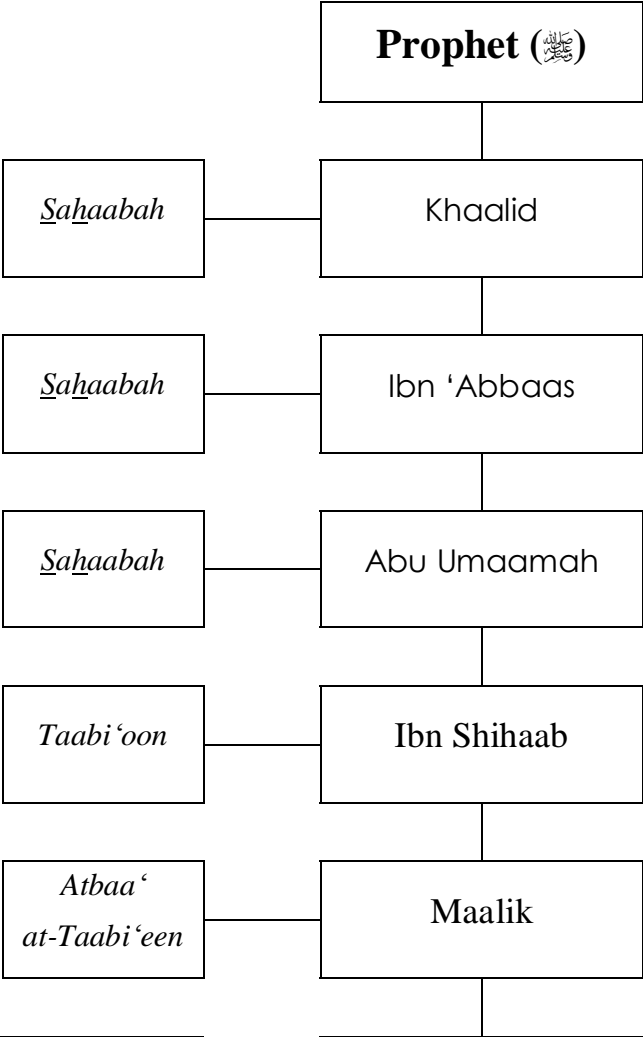 Prophet (ﷺ)
Sahaabah
Khaalid
Sahaabah
Ibn ‘Abbaas
Sahaabah
Abu Umaamah
Taabi‘oon
Ibn Shihaab
Atbaa‘
at-Taabi‘een
Maalik